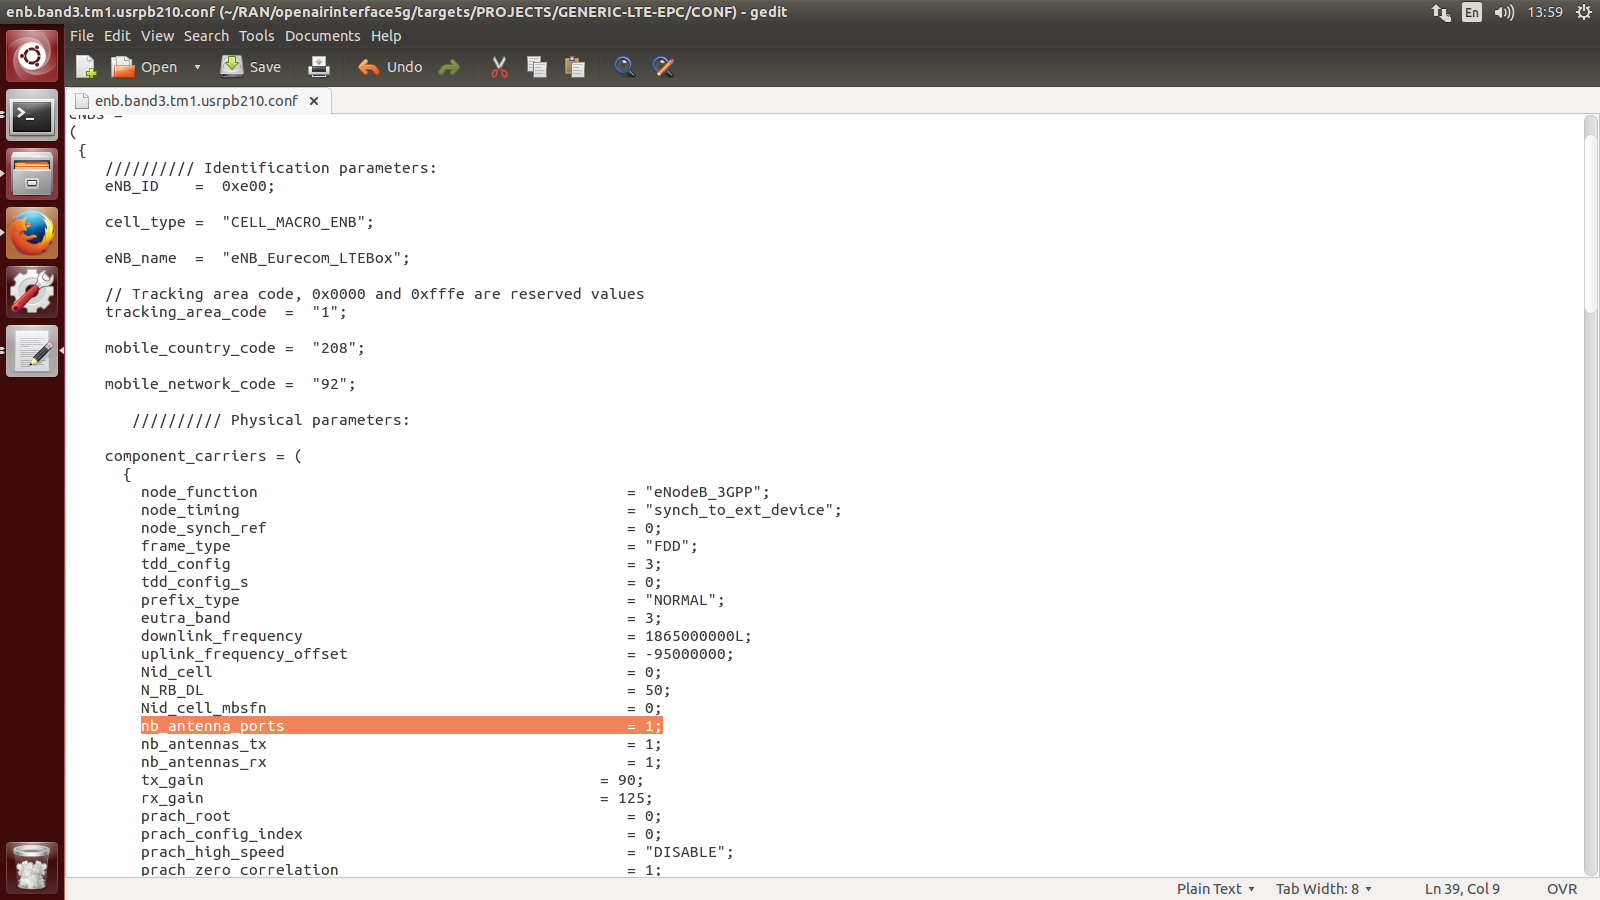 enb.band3.tm1.usrpb210.conf (~/RAN/openairinterface5g/targets/PROJECTS/GENERIC-LTE-EPC/CONF) - gedit
En
13:59
File Edit View Search Tools Documents Help
Open
Save
Undo
enb.band3.tm1.usrpb210.conf
eNBs =
(
{
////////// Identification parameters:
eNB_ID    =  0xe00;
cell_type =  "CELL_MACRO_ENB";
eNB_name  =  "eNB_Eurecom_LTEBox";
// Tracking area code, 0x0000 and 0xfffe are reserved values
tracking_area_code  =  "1";
mobile_country_code =  "208";
mobile_network_code =  "92";
////////// Physical parameters:
component_carriers = (
{
node_function = "eNodeB_3GPP";
node_timing = "synch_to_ext_device";
node_synch_ref = 0;
frame_type = "FDD";
tdd_config = 3;
tdd_config_s = 0;
prefix_type = "NORMAL";
eutra_band = 3;
downlink_frequency = 1865000000L;
uplink_frequency_offset = -95000000;
Nid_cell = 0;
N_RB_DL = 50;
Nid_cell_mbsfn = 0;
nb_antenna_ports = 1;
nb_antennas_tx = 1;
nb_antennas_rx = 1;
tx_gain = 90;
rx_gain = 125;
prach_root = 0;
prach_config_index = 0;
prach_high_speed = "DISABLE";
prach_zero_correlation = 1;
Plain Text
Tab Width: 8
Ln 39, Col 9
OVR